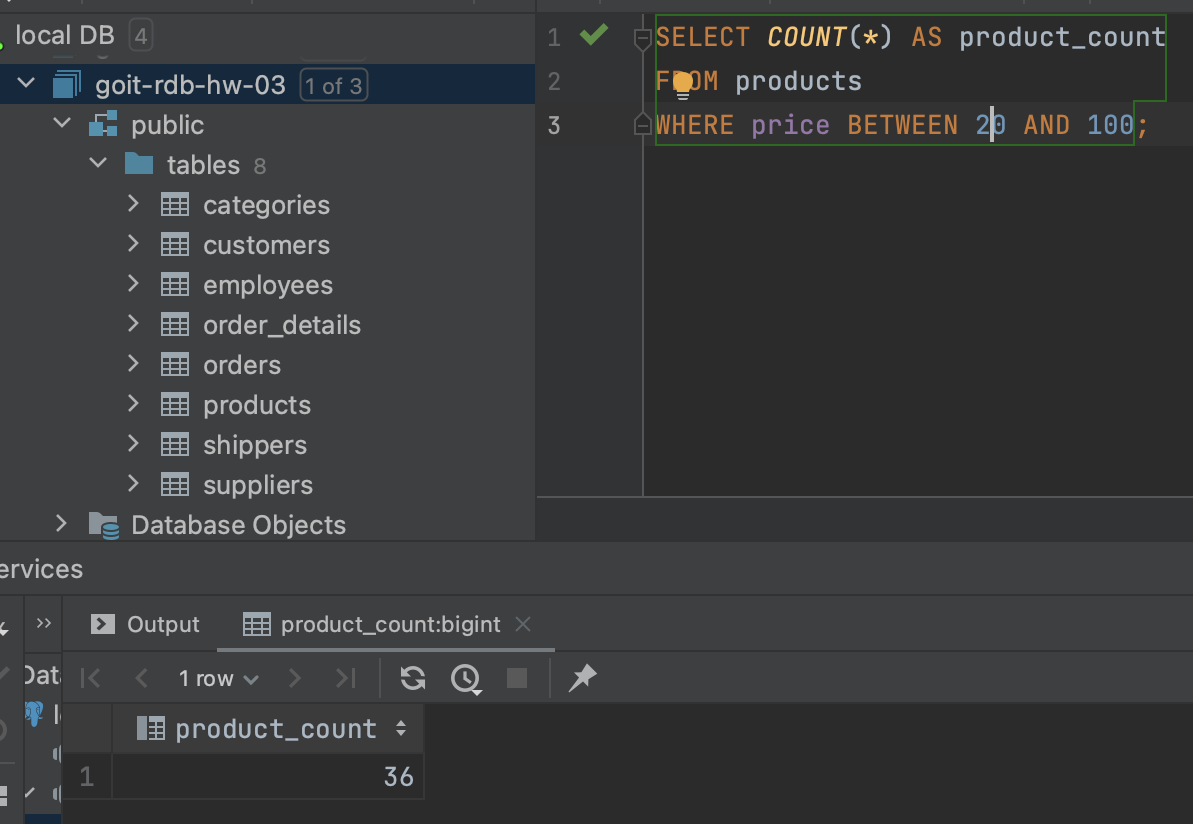 local DB 4
goit-rdb-hw-03 1 of 3
public
tables 8
categories
customers
employees
order_details
orders
products
shippers
suppliers
Database Objects
1 SELECT COUNT(*) AS product_count
2 FROM products
3 WHERE price BETWEEN 20 AND 100;
ervices
Output
product_count:bigint
Dat
1 row
product_count
1 36